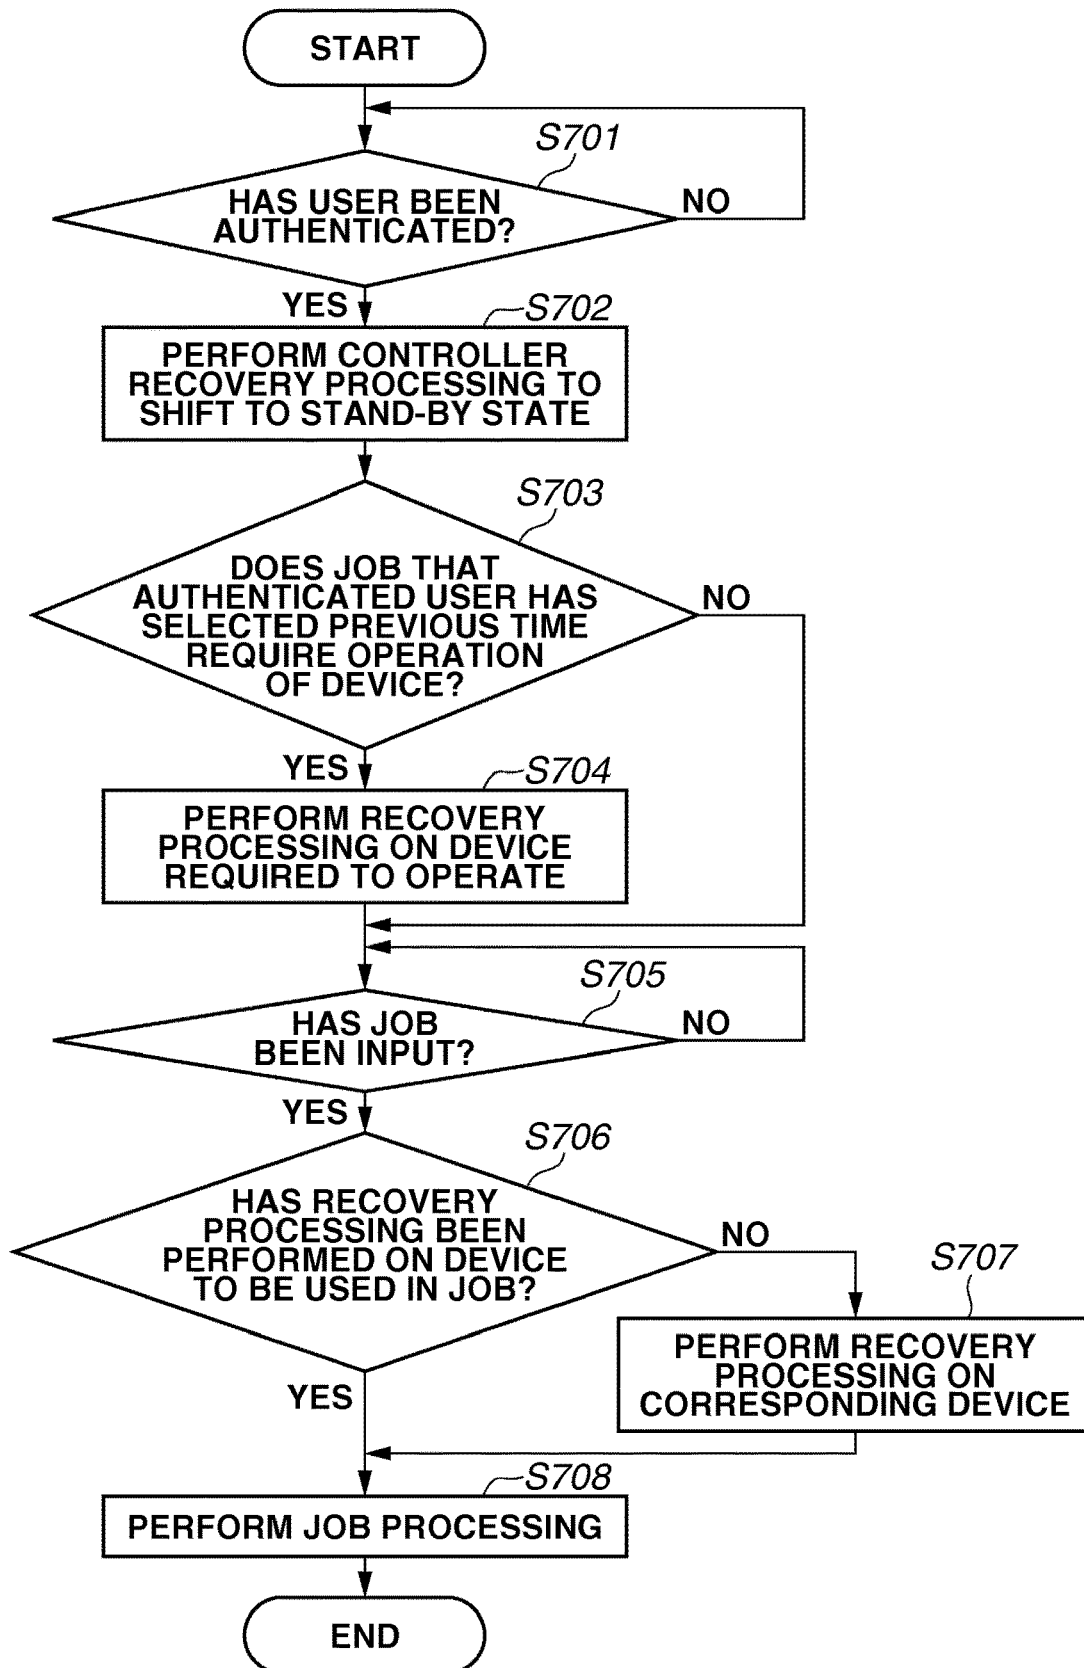 START
S701
HAS USER BEEN
AUTHENTICATED?
NO
YES
S702
PERFORM CONTROLLER
RECOVERY PROCESSING TO
SHIFT TO STAND-BY STATE
S703
DOES JOB THAT
AUTHENTICATED USER HAS
SELECTED PREVIOUS TIME
REQUIRE OPERATION
OF DEVICE?
NO
YES
S704
PERFORM RECOVERY
PROCESSING ON DEVICE
REQUIRED TO OPERATE
S705
HAS JOB
BEEN INPUT?
NO
YES
S706
HAS RECOVERY
PROCESSING BEEN
PERFORMED ON DEVICE
TO BE USED IN JOB?
NO
S707
PERFORM RECOVERY
PROCESSING ON
CORRESPONDING DEVICE
YES
S708
PERFORM JOB PROCESSING
END